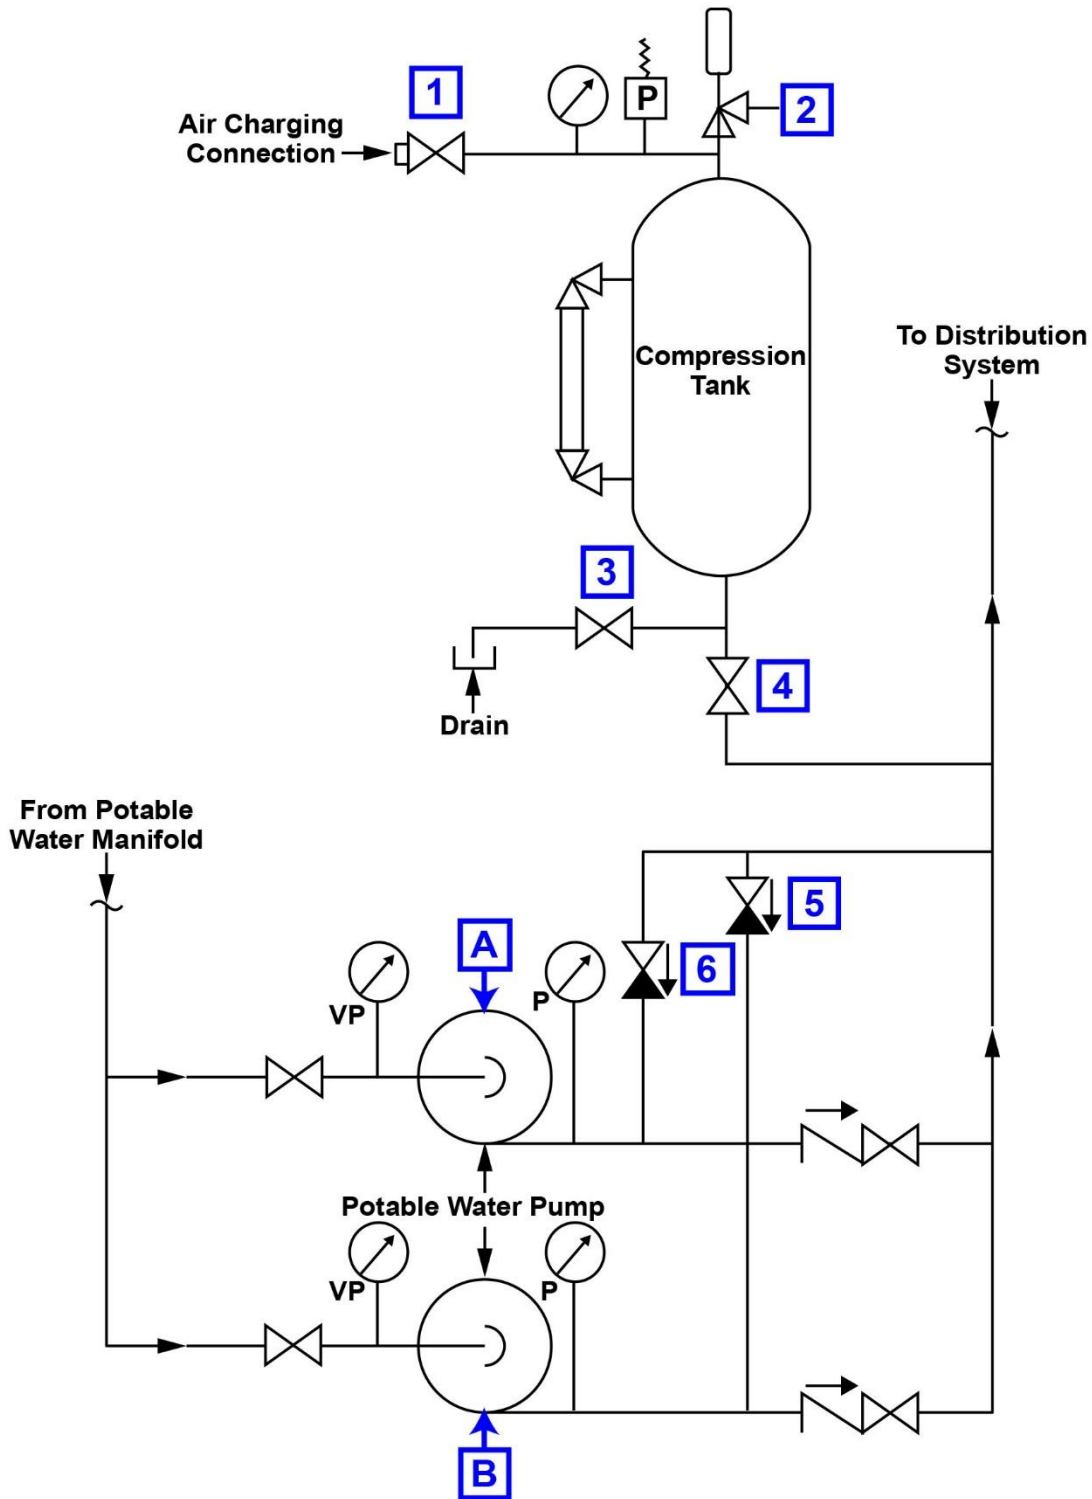 1
2
P
Air Charging
Connection
Compression
Tank
To Distribution
System
3
4
Drain
From Potable
Water Manifold
5
6
A
VP
P
Potable Water Pump
VP
P
B